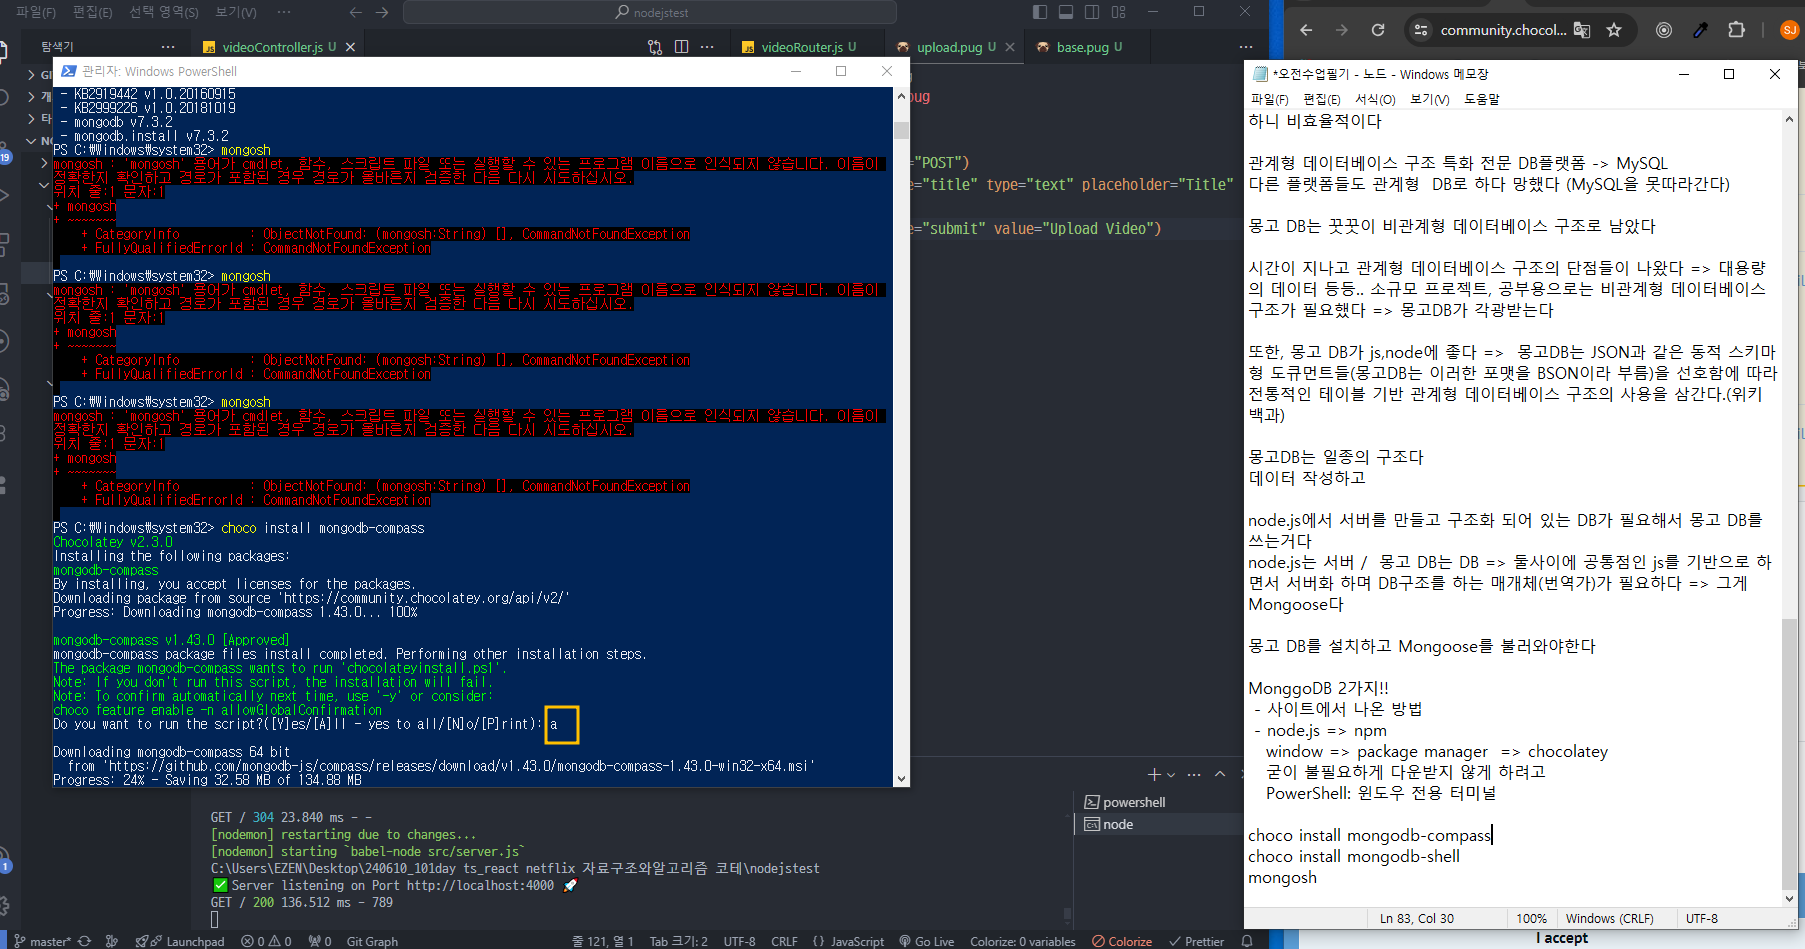 파일(F) 편집(E) 선택 영역(S) 보기(V) ··· nodejstest
탐색기 ···
videoController.js U
videoRouter.js U
upload.pug U
base.pug U
관리자: Windows PowerShell
- KB2919442 v1.0.20160915
- KB2999226 v1.0.20181019
- mongodb v7.3.2
- mongodb.install v7.3.2
PS C:\Windows\system32> mongosh
mongosh : 'mongosh' 용어가 cmdlet, 함수, 스크립트 파일 또는 실행할 수 있는 프로그램 이름으로 인식되지 않습니다. 이름이
정확한지 확인하고 경로가 포함된 경우 경로가 올바른지 검증한 다음 다시 시도하십시오.
위치 줄:1 문자:1
+ mongosh
+ ~~~~~~~
+ CategoryInfo : ObjectNotFound: (mongosh:String) [], CommandNotFoundException
+ FullyQualifiedErrorId : CommandNotFoundException
PS C:\Windows\system32> mongosh
mongosh : 'mongosh' 용어가 cmdlet, 함수, 스크립트 파일 또는 실행할 수 있는 프로그램 이름으로 인식되지 않습니다. 이름이
정확한지 확인하고 경로가 포함된 경우 경로가 올바른지 검증한 다음 다시 시도하십시오.
위치 줄:1 문자:1
+ mongosh
+ ~~~~~~~
+ CategoryInfo : ObjectNotFound: (mongosh:String) [], CommandNotFoundException
+ FullyQualifiedErrorId : CommandNotFoundException
PS C:\Windows\system32> mongosh
mongosh : 'mongosh' 용어가 cmdlet, 함수, 스크립트 파일 또는 실행할 수 있는 프로그램 이름으로 인식되지 않습니다. 이름이
정확한지 확인하고 경로가 포함된 경우 경로가 올바른지 검증한 다음 다시 시도하십시오.
위치 줄:1 문자:1
+ mongosh
+ ~~~~~~~
+ CategoryInfo : ObjectNotFound: (mongosh:String) [], CommandNotFoundException
+ FullyQualifiedErrorId : CommandNotFoundException
PS C:\Windows\system32> choco install mongodb-compass
Chocolatey v2.3.0
Installing the following packages:
mongodb-compass
By installing, you accept licenses for the packages.
Downloading package from source 'https://community.chocolatey.org/api/v2/'
Progress: Downloading mongodb-compass 1.43.0... 100%
mongodb-compass v1.43.0 [Approved]
mongodb-compass package files install completed. Performing other installation steps.
The package mongodb-compass wants to run 'chocolateyinstall.ps1'.
Note: If you don't run this script, the installation will fail.
Note: To confirm automatically next time, use '-y' or consider:
choco feature enable -n allowGlobalConfirmation
Do you want to run the script?([Y]es/[A]ll - yes to all/[N]o/[P]rint): a
Downloading mongodb-compass 64 bit
from 'https://github.com/mongodb-js/compass/releases/download/v1.43.0/mongodb-compass-1.43.0-win32-x64.msi'
Progress: 24% - Saving 32.58 MB of 134.88 MB
="POST")
="title" type="text" placeholder="Title"
="submit" value="Upload Video")
GET / 304 23.840 ms - -
[nodemon] restarting due to changes...
[nodemon] starting `babel-node src/server.js`
C:\Users\EZEN\Desktop\240610_101day ts_react netflix 자료구조와알고리즘 코테\nodejstest
✅ Server listening on Port http://localhost:4000 🚀
GET / 200 136.512 ms - 789
powershell
node
master* Launchpad 0 0 0 Git Graph 줄 121, 열 1 Tab 크기: 2 UTF-8 CRLF {} JavaScript Go Live Colorize: 0 variables Colorize Prettier
community.chocol...
SJ
*오전수업필기 - 노드 - Windows 메모장
파일(F) 편집(E) 서식(O) 보기(V) 도움말
하니 비효율적이다
관계형 데이터베이스 구조 특화 전문 DB플랫폼 -> MySQL
다른 플랫폼들도 관계형 DB로 하다 망했다 (MySQL을 못따라간다)
몽고 DB는 꿋꿋이 비관계형 데이터베이스 구조로 남았다
시간이 지나고 관계형 데이터베이스 구조의 단점들이 나왔다 => 대용량
의 데이터 등등.. 소규모 프로젝트, 공부용으로는 비관계형 데이터베이스
구조가 필요했다 => 몽고DB가 각광받는다
또한, 몽고 DB가 js,node에 좋다 => 몽고DB는 JSON과 같은 동적 스키마
형 도큐먼트들(몽고DB는 이러한 포맷을 BSON이라 부름)을 선호함에 따라
전통적인 테이블 기반 관계형 데이터베이스 구조의 사용을 삼간다.(위키
백과)
몽고DB는 일종의 구조다
데이터 작성하고
node.js에서 서버를 만들고 구조화 되어 있는 DB가 필요해서 몽고 DB를
쓰는거다
node.js는 서버 / 몽고 DB는 DB => 둘사이에 공통점인 js를 기반으로 하
면서 서버화 하며 DB구조를 하는 매개체(번역가)가 필요하다 => 그게
Mongoose다
몽고 DB를 설치하고 Mongoose를 불러와야한다
MonggoDB 2가지!!
- 사이트에서 나온 방법
- node.js => npm
window => package manager => chocolatey
굳이 불필요하게 다운받지 않게 하려고
PowerShell: 윈도우 전용 터미널
choco install mongodb-compass
choco install mongodb-shell
mongosh
Ln 83, Col 30 100% Windows (CRLF) UTF-8
I accept